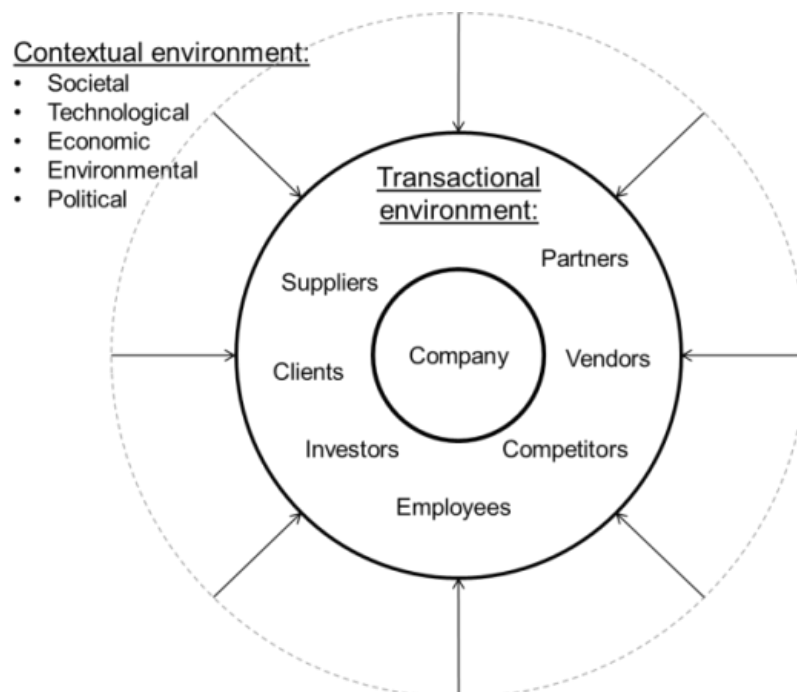 Contextual environment:
• Societal
• Technological
• Economic
• Environmental
• Political
Transactional
environment:
Partners
Suppliers
Company
Vendors
Clients
Investors
Competitors
Employees